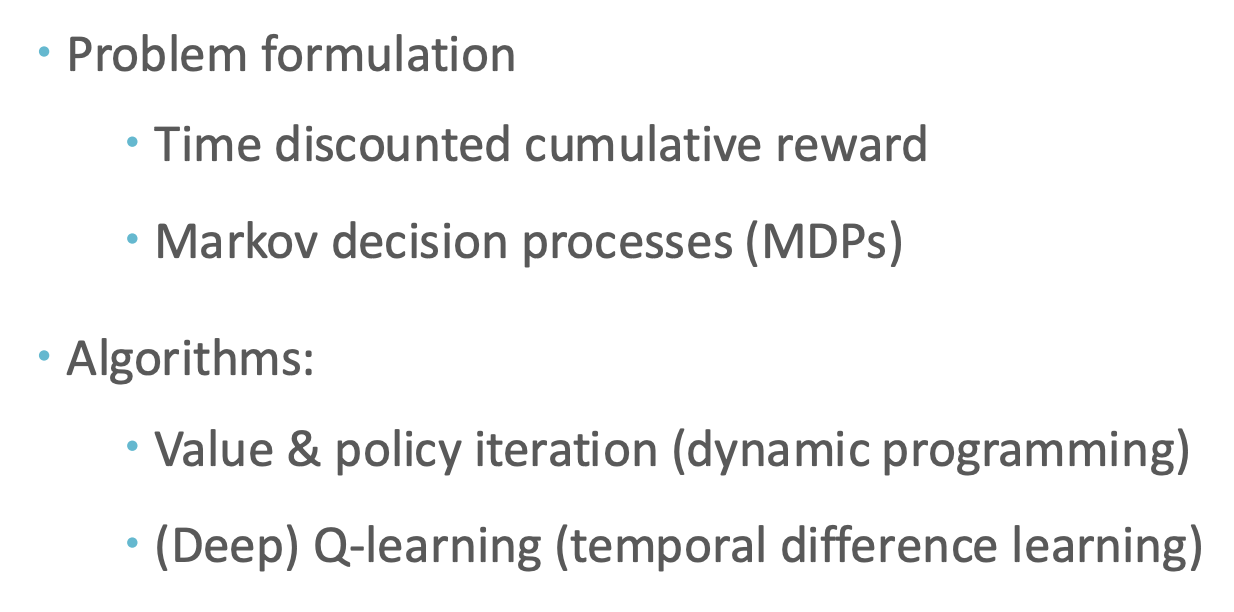 • Problem formulation
• Time discounted cumulative reward
• Markov decision processes (MDPs)
• Algorithms:
• Value & policy iteration (dynamic programming)
• (Deep) Q-learning (temporal difference learning)